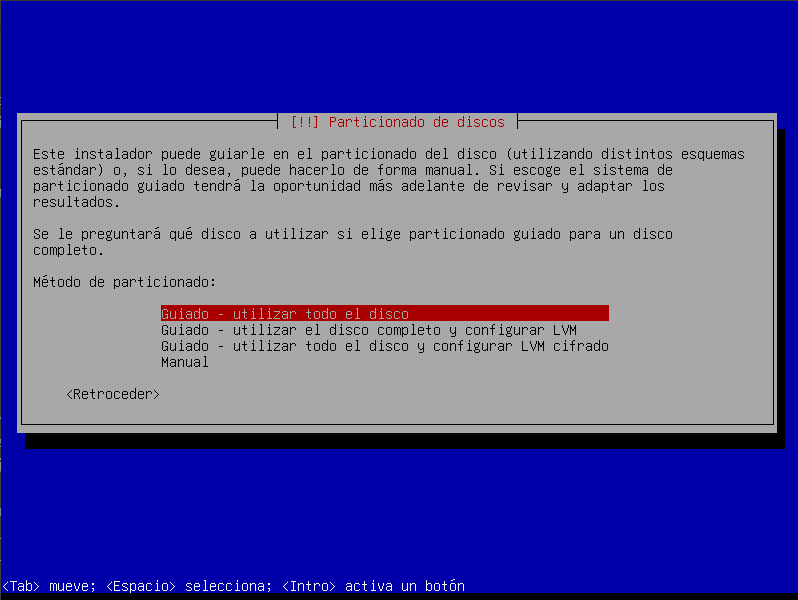 [!!] Particionado de discos
Este instalador puede guiarle en el particionado del disco (utilizando distintos esquemas
estándar) o, si lo desea, puede hacerlo de forma manual. Si escoge el sistema de
particionado guiado tendrá la oportunidad más adelante de revisar y adaptar los
resultados.
Se le preguntará qué disco a utilizar si elige particionado guiado para un disco
completo.
Método de particionado:
Guiado - utilizar todo el disco
Guiado - utilizar el disco completo y configurar LVM
Guiado - utilizar todo el disco y configurar LVM cifrado
Manual
<Retroceder>
<Tab> mueve; <Espacio> selecciona; <Intro> activa un botón